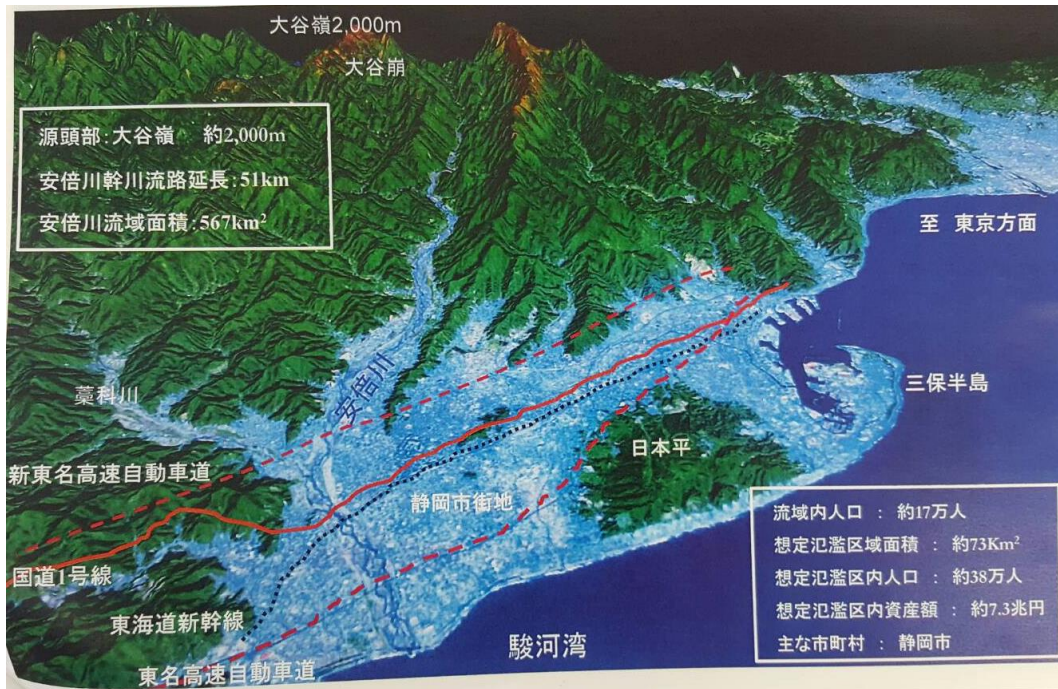 大谷嶺2,000m
大谷崩
源頭部:大谷嶺　約2,000m
安倍川幹川流路延長:51km
安倍川流域面積:567km²
至 東京方面
藁科川
安倍川
三保半島
日本平
新東名高速自動車道
静岡市街地
国道1号線
東海道新幹線
東名高速自動車道
駿河湾
流域内人口 : 約17万人
想定氾濫区域面積 : 約73Km²
想定氾濫区内人口 : 約38万人
想定氾濫区内資産額 : 約7.3兆円
主な市町村 : 静岡市